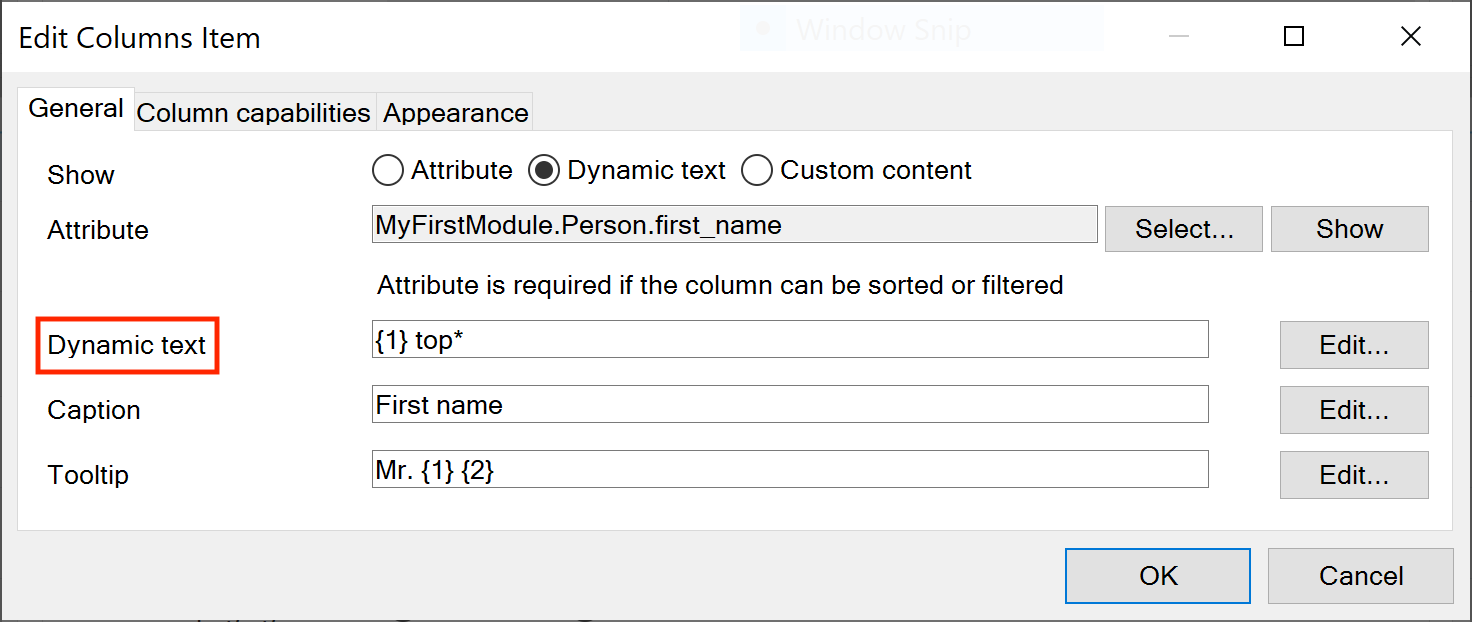 Edit Columns Item
Window Snip
General Column capabilities Appearance
Show Attribute Dynamic text Custom content
Attribute MyFirstModule.Person.first_name Select... Show
Attribute is required if the column can be sorted or filtered
Dynamic text {1} top* Edit...
Caption First name Edit...
Tooltip Mr. {1} {2} Edit...
OK Cancel